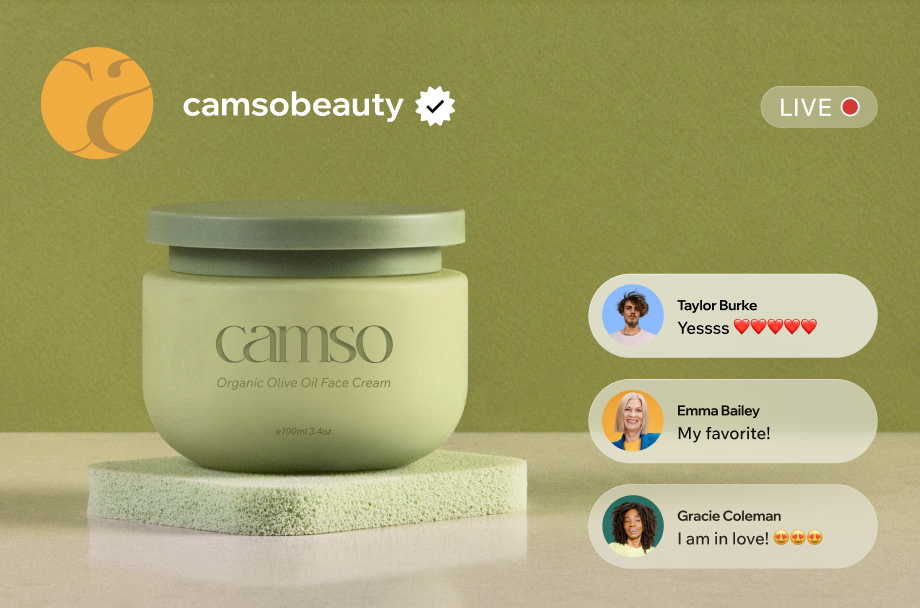 camsobeauty
LIVE
camso
Organic Olive Oil Face Cream
e100ml 3.4oz
Taylor Burke
Yessss ❤️❤️❤️❤️❤️
Emma Bailey
My favorite!
Gracie Coleman
I am in love! 😍😍😍